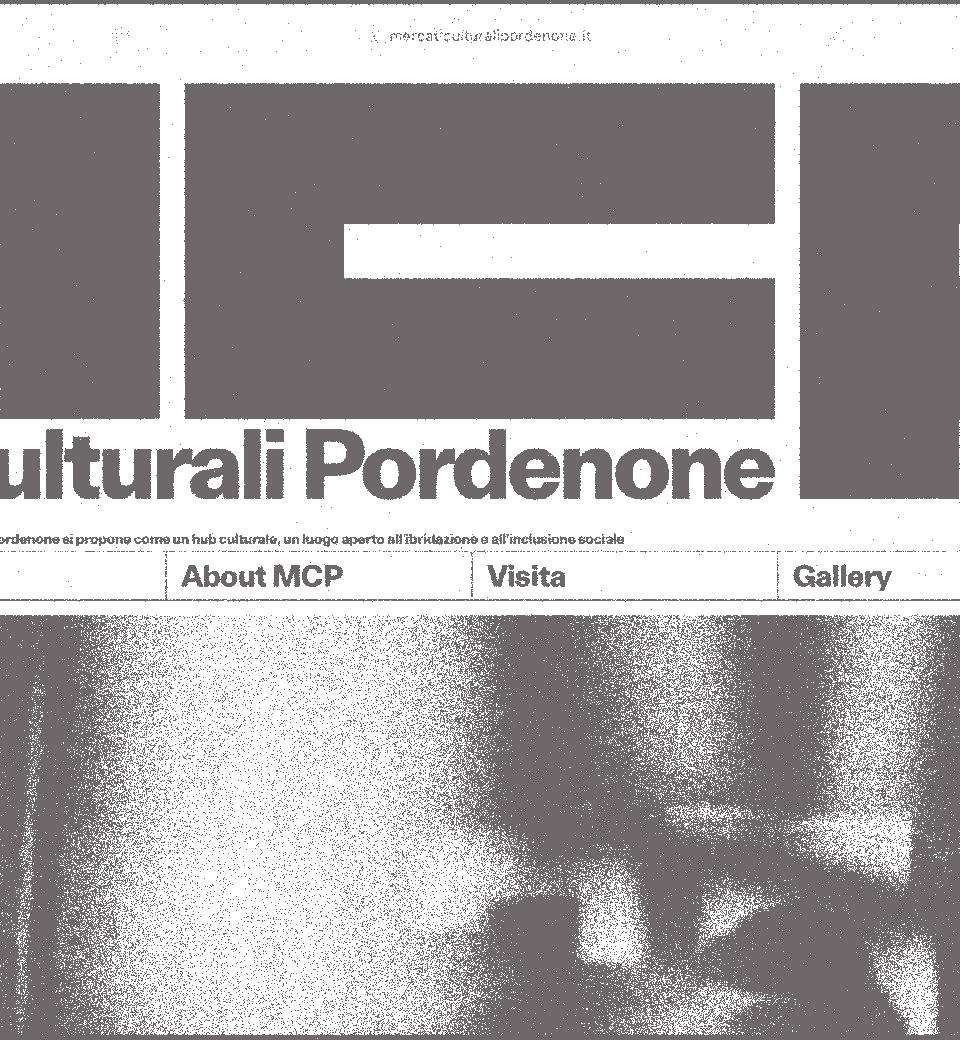 mercaticulturalipordenone.it
ulturali Pordenone
ordenone si propone come un hub culturale, un luogo aperto all'ibridazione e all'inclusione sociale
About MCP
Visita
Gallery